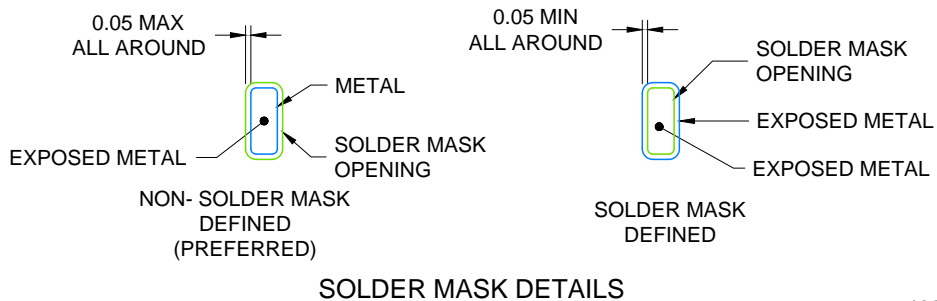 0.05 MAX
ALL AROUND
METAL
EXPOSED METAL
SOLDER MASK
OPENING
NON- SOLDER MASK
DEFINED
(PREFERRED)
0.05 MIN
ALL AROUND
SOLDER MASK
OPENING
EXPOSED METAL
EXPOSED METAL
SOLDER MASK
DEFINED
SOLDER MASK DETAILS